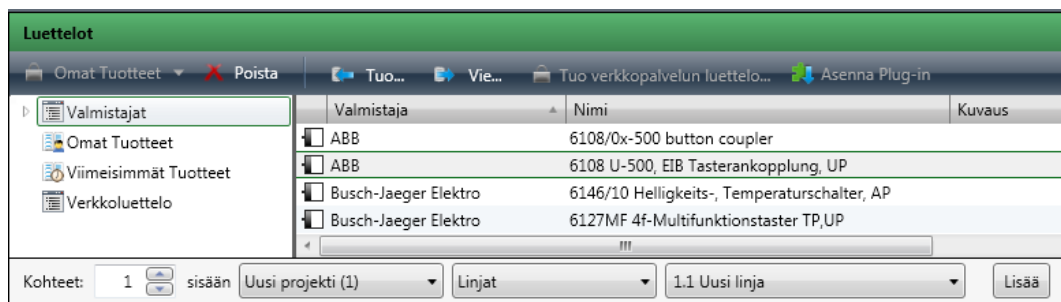 Luettelot
Omat Tuotteet Poista Tuo... Vie... Tuo verkkopalvelun luettelo... Asenna Plug-in
Valmistajat
Omat Tuotteet
Viimeisimmät Tuotteet
Verkkoluettelo
Valmistaja Nimi Kuvaus
ABB 6108/0x-500 button coupler
ABB 6108 U-500, EIB Tasterankopplung, UP
Busch-Jaeger Elektro 6146/10 Helligkeits-, Temperaturschalter, AP
Busch-Jaeger Elektro 6127MF 4f-Multifunktionstaster TP,UP
Kohteet: 1 sisään Uusi projekti (1) Linjat 1.1 Uusi linja Lisää